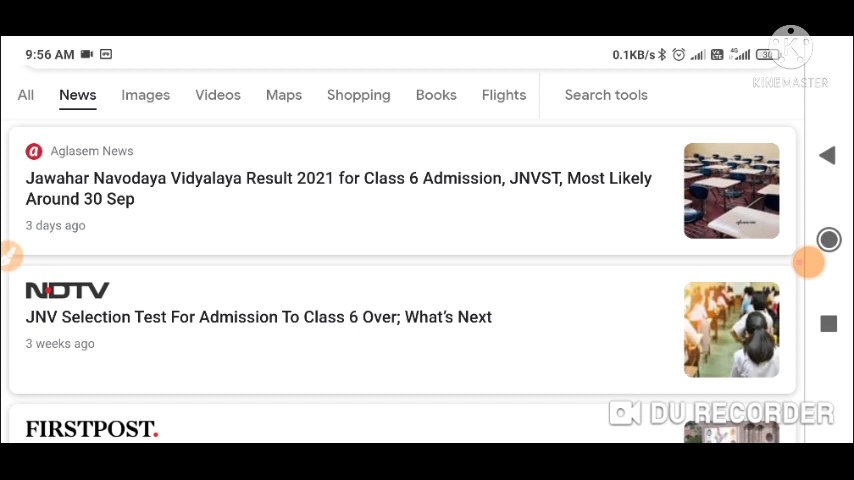 9:56 AM
0.1KB/s 4G 30
KINEMASTER
All News Images Videos Maps Shopping Books Flights Search tools
a Aglasem News
Jawahar Navodaya Vidyalaya Result 2021 for Class 6 Admission, JNVST, Most Likely
Around 30 Sep
3 days ago
NDTV
JNV Selection Test For Admission To Class 6 Over; What's Next
3 weeks ago
DU RECORDER
FIRSTPOST.